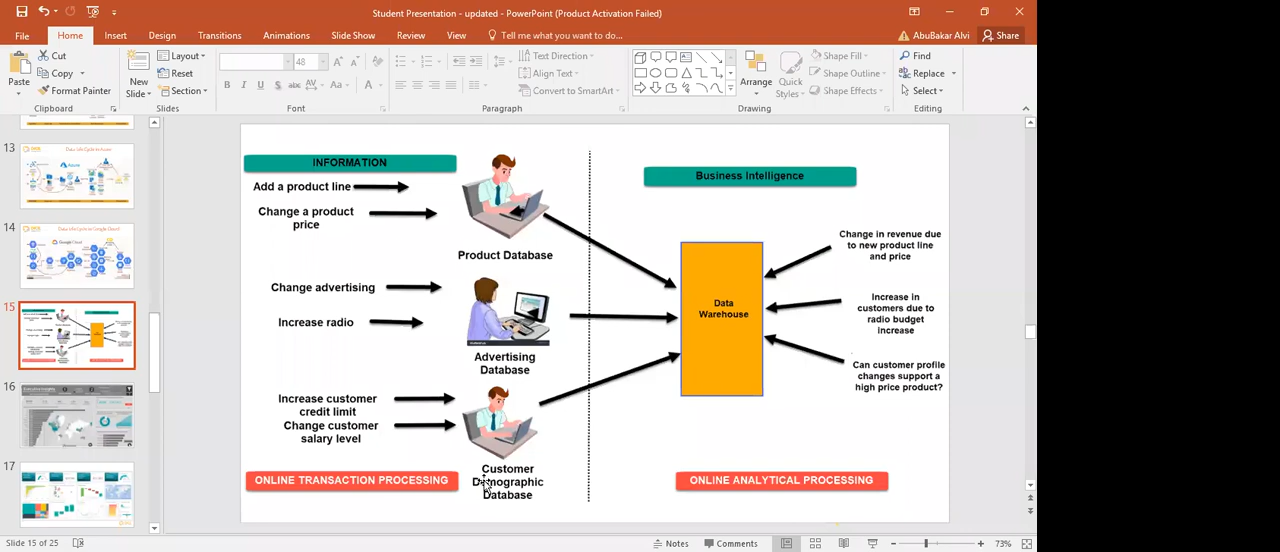 Student Presentation - updated - PowerPoint (Product Activation Failed)
File Home Insert Design Transitions Animations Slide Show Review View Tell me what you want to do... AbuBakar Alvi Share
Paste
Cut
Copy
Format Painter
Clipboard
New
Slide
Layout
Reset
Section
Slides
48
B I U S abc AV Aa A
Font
Text Direction
Align Text
Convert to SmartArt
Paragraph
Arrange
Quick
Styles
Shape Fill
Shape Outline
Shape Effects
Drawing
Find
Replace
Select
Editing
13
14
15
16
17
INFORMATION
Add a product line
Change a product
price
Product Database
Change advertising
Increase radio
Advertising
Database
Increase customer
credit limit
Change customer
salary level
Customer
Demographic
Database
ONLINE TRANSACTION PROCESSING
Business Intelligence
Data
Warehouse
Change in revenue due
to new product line
and price
Increase in
customers due to
radio budget
increase
Can customer profile
changes support a
high price product?
ONLINE ANALYTICAL PROCESSING
Slide 15 of 25
Notes Comments 73%